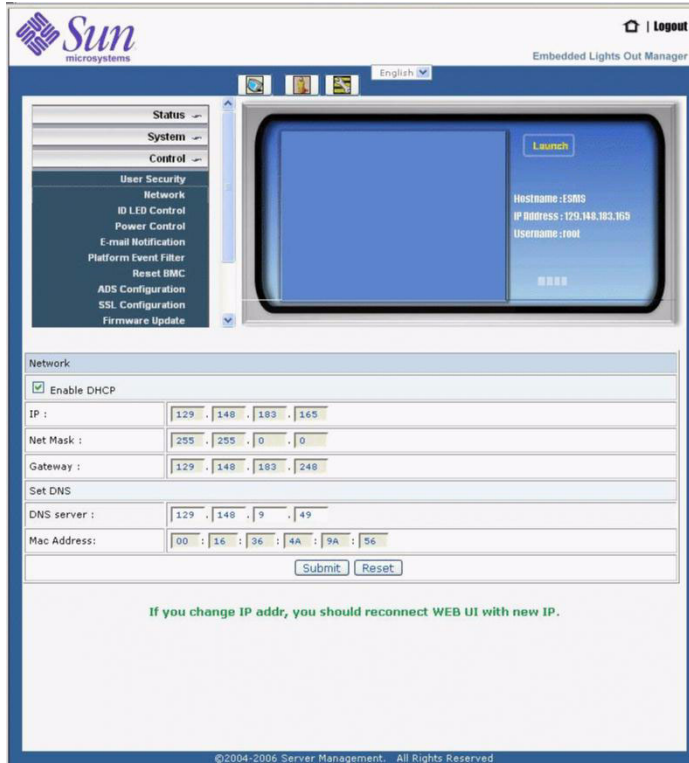 Sun
microsystems
| Logout
Embedded Lights Out Manager
English
Status
System
Control
User Security
Network
ID LED Control
Power Control
E-mail Notification
Platform Event Filter
Reset BMC
ADS Configuration
SSL Configuration
Firmware Update
Launch
Hostname :ESMS
IP Address : 129.148.183.165
Username :root
Network
Enable DHCP
IP : 129 . 148 . 183 . 165
Net Mask : 255 . 255 . 0 . 0
Gateway : 129 . 148 . 183 . 248
Set DNS
DNS server : 129 . 148 . 9 . 49
Mac Address: 00 : 16 : 36 : 4A : 9A : 56
Submit Reset
If you change IP addr, you should reconnect WEB UI with new IP.
©2004-2006 Server Management. All Rights Reserved